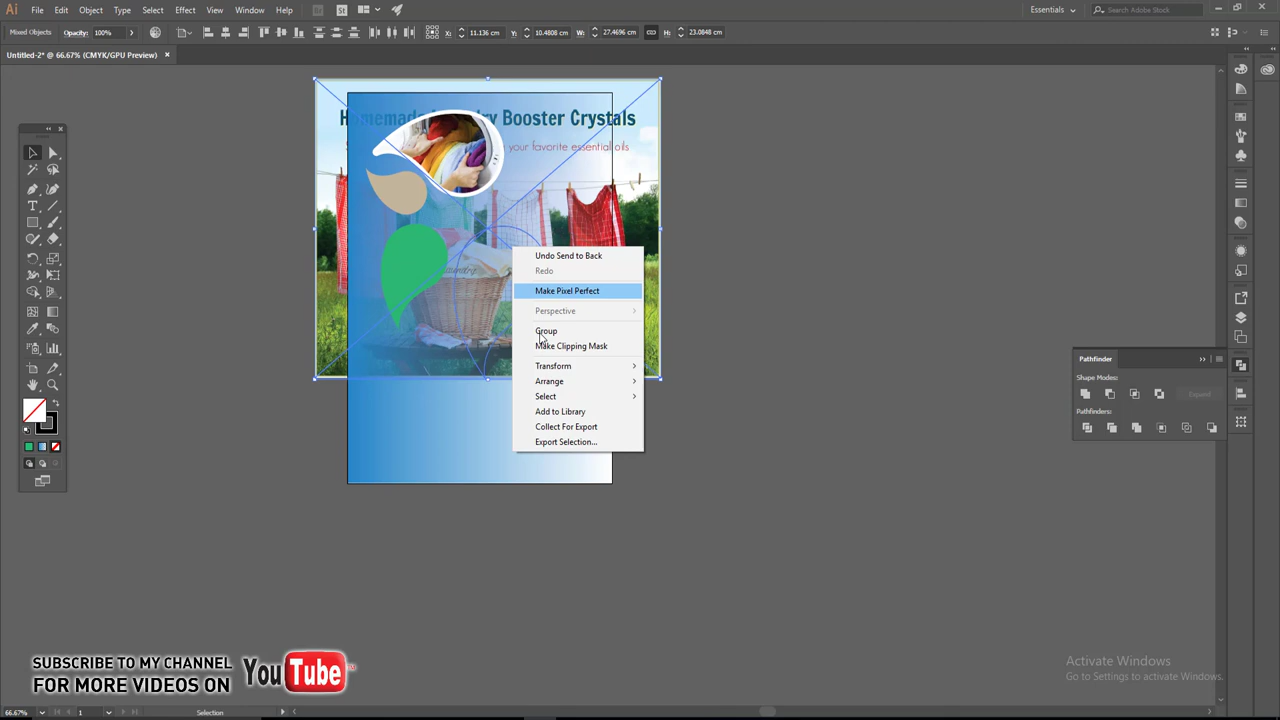 Ai File Edit Object Type Select Effect View Window Help Br St Essentials Search Adobe Stock
Mixed Objects Opacity: 100% X: 11.136 cm Y: 10.4808 cm W: 27.4696 cm H: 23.0848 cm
Untitled-2* @ 66.67% (CMYK/GPU Preview) ×
Booster Crystals
your favorite essential oils
Undo Send to Back
Redo
Make Pixel Perfect
Perspective
Group
Make Clipping Mask
Transform
Arrange
Select
Add to Library
Collect For Export
Export Selection...
Pathfinder
Shape Modes:
Expand
Pathfinders:
SUBSCRIBE TO MY CHANNEL
FOR MORE VIDEOS ON
YouTube
Activate Windows
Go to Settings to activate Windows.
66.67% 1 Selection